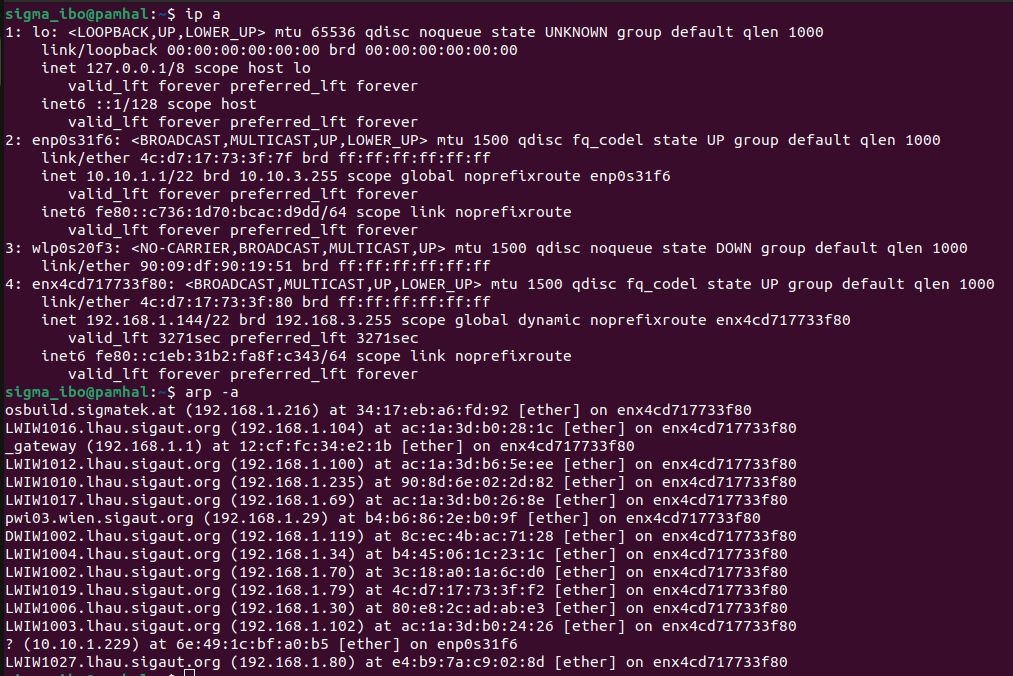 sigma_ibo@pamhal:~$ ip a
1: lo: <LOOPBACK,UP,LOWER_UP> mtu 65536 qdisc noqueue state UNKNOWN group default qlen 1000
    link/loopback 00:00:00:00:00:00 brd 00:00:00:00:00:00
    inet 127.0.0.1/8 scope host lo
       valid_lft forever preferred_lft forever
    inet6 ::1/128 scope host
       valid_lft forever preferred_lft forever
2: enp0s31f6: <BROADCAST,MULTICAST,UP,LOWER_UP> mtu 1500 qdisc fq_codel state UP group default qlen 1000
    link/ether 4c:d7:17:73:3f:7f brd ff:ff:ff:ff:ff:ff
    inet 10.10.1.1/22 brd 10.10.3.255 scope global noprefixroute enp0s31f6
       valid_lft forever preferred_lft forever
    inet6 fe80::c736:1d70:bcac:d9dd/64 scope link noprefixroute
       valid_lft forever preferred_lft forever
3: wlp0s20f3: <NO-CARRIER,BROADCAST,MULTICAST,UP> mtu 1500 qdisc noqueue state DOWN group default qlen 1000
    link/ether 90:09:df:90:19:51 brd ff:ff:ff:ff:ff:ff
4: enx4cd717733f80: <BROADCAST,MULTICAST,UP,LOWER_UP> mtu 1500 qdisc fq_codel state UP group default qlen 1000
    link/ether 4c:d7:17:73:3f:80 brd ff:ff:ff:ff:ff:ff
    inet 192.168.1.144/22 brd 192.168.3.255 scope global dynamic noprefixroute enx4cd717733f80
       valid_lft 3271sec preferred_lft 3271sec
    inet6 fe80::c1eb:31b2:fa8f:c343/64 scope link noprefixroute
       valid_lft forever preferred_lft forever
sigma_ibo@pamhal:~$ arp -a
osbuild.sigmatek.at (192.168.1.216) at 34:17:eb:a6:fd:92 [ether] on enx4cd717733f80
LWIW1016.lhau.sigaut.org (192.168.1.104) at ac:1a:3d:b0:28:1c [ether] on enx4cd717733f80
_gateway (192.168.1.1) at 12:cf:fc:34:e2:1b [ether] on enx4cd717733f80
LWIW1012.lhau.sigaut.org (192.168.1.100) at ac:1a:3d:b6:5e:ee [ether] on enx4cd717733f80
LWIW1010.lhau.sigaut.org (192.168.1.235) at 90:8d:6e:02:2d:82 [ether] on enx4cd717733f80
LWIW1017.lhau.sigaut.org (192.168.1.69) at ac:1a:3d:b0:26:8e [ether] on enx4cd717733f80
pwi03.wien.sigaut.org (192.168.1.29) at b4:b6:86:2e:b0:9f [ether] on enx4cd717733f80
DWIW1002.lhau.sigaut.org (192.168.1.119) at 8c:ec:4b:ac:71:28 [ether] on enx4cd717733f80
LWIW1004.lhau.sigaut.org (192.168.1.34) at b4:45:06:1c:23:1c [ether] on enx4cd717733f80
LWIW1002.lhau.sigaut.org (192.168.1.70) at 3c:18:a0:1a:6c:d0 [ether] on enx4cd717733f80
LWIW1019.lhau.sigaut.org (192.168.1.79) at 4c:d7:17:73:3f:f2 [ether] on enx4cd717733f80
LWIW1006.lhau.sigaut.org (192.168.1.30) at 80:e8:2c:ad:ab:e3 [ether] on enx4cd717733f80
LWIW1003.lhau.sigaut.org (192.168.1.102) at ac:1a:3d:b0:24:26 [ether] on enx4cd717733f80
? (10.10.1.229) at 6e:49:1c:bf:a0:b5 [ether] on enp0s31f6
LWIW1027.lhau.sigaut.org (192.168.1.80) at e4:b9:7a:c9:02:8d [ether] on enx4cd717733f80